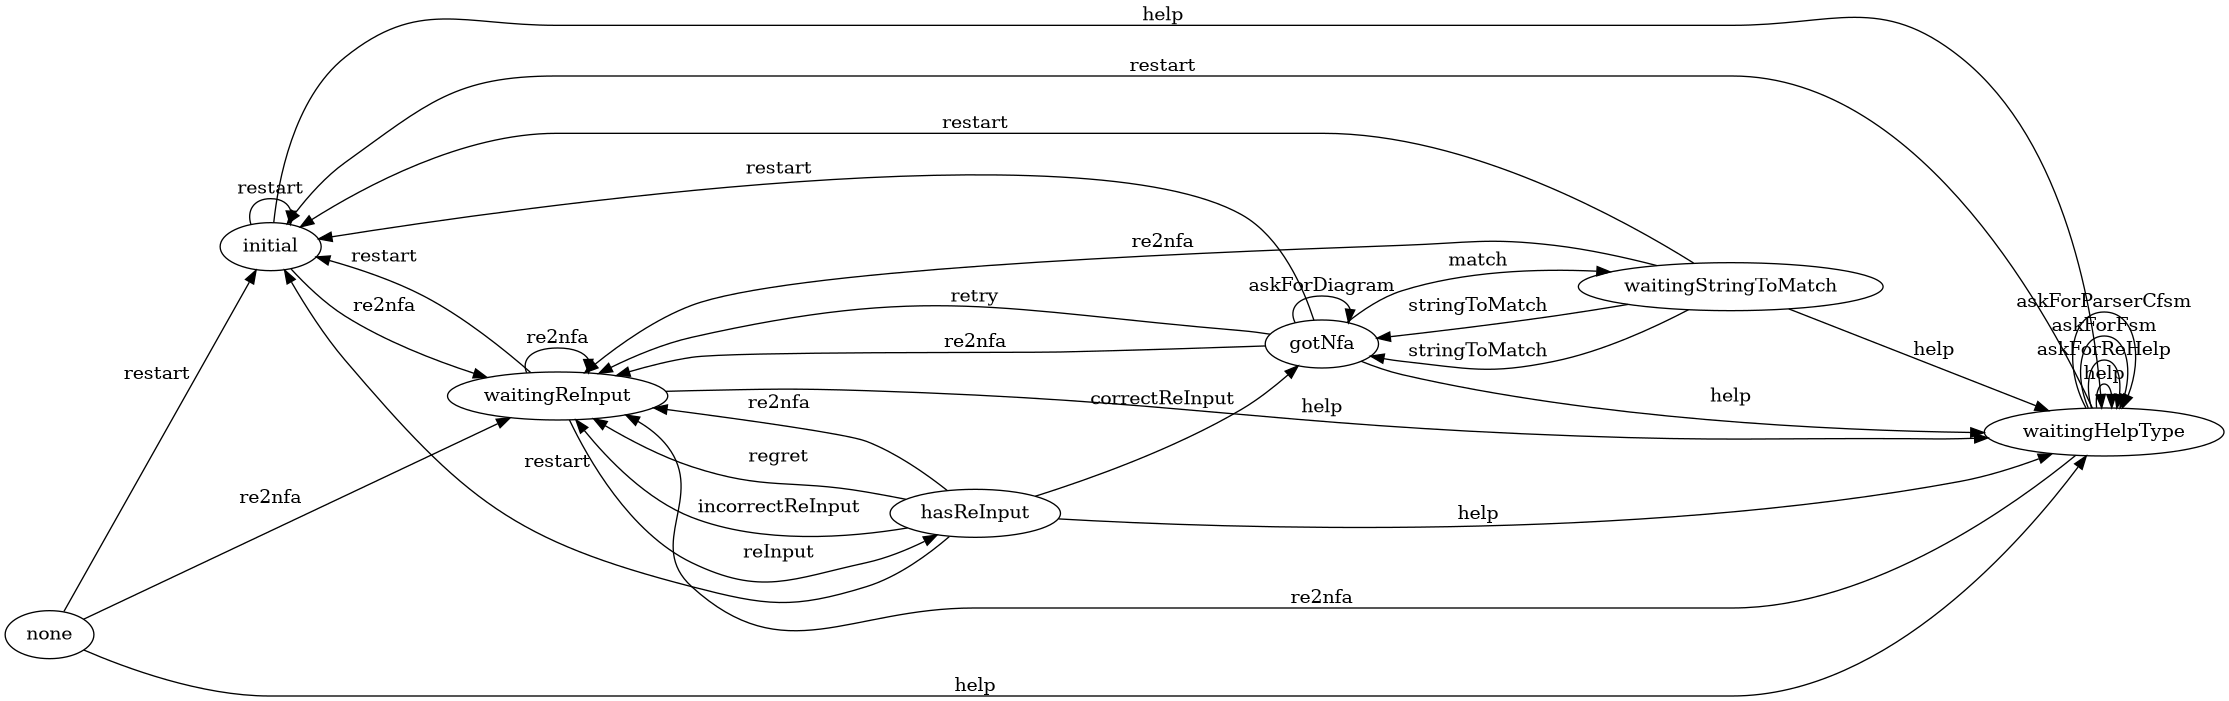 help
restart
restart
restart
restart
initial
restart
re2nfa
re2nfa
retry
re2nfa
re2nfa
waitingReInput
askForDiagram
gotNfa
match
stringToMatch
stringToMatch
waitingStringToMatch
askForParserCfsm
askForFsm
askForReHelp
help
waitingHelpType
help
help
help
correctReInput
restart
re2nfa
re2nfa
regret
incorrectReInput
reInput
restart
hasReInput
help
re2nfa
none
help